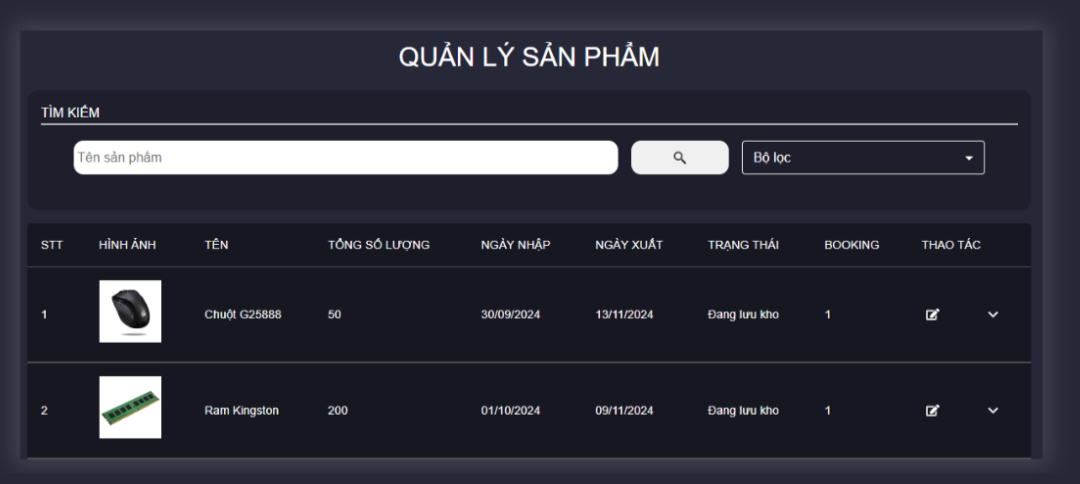 QUẢN LÝ SẢN PHẨM
TÌM KIẾM
Tên sản phẩm
Bộ lọc
STT HÌNH ẢNH TÊN TỔNG SỐ LƯỢNG NGÀY NHẬP NGÀY XUẤT TRẠNG THÁI BOOKING THAO TÁC
1 Chuột G25888 50 30/09/2024 13/11/2024 Đang lưu kho 1
2 Ram Kingston 200 01/10/2024 09/11/2024 Đang lưu kho 1